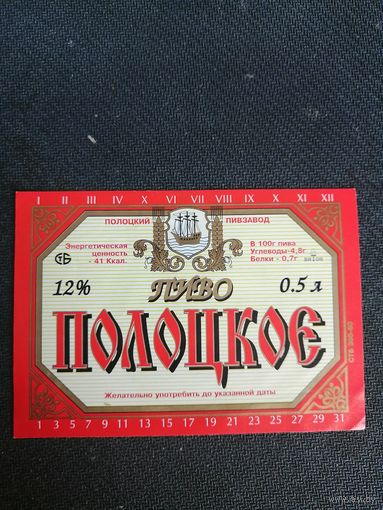 I II III IV X VI VII VIII IX X XI XII
ПОЛОЦКИЙ ПИВЗАВОД
Энергетическая
ценность
- 41 Ккал.
В 100г пива
Углеводы-4,5г
Белки - 0,7г
СТБ
12% ПИВО 0.5 л
ПОЛОЦКОЕ
Желательно употребить до указанной даты
1 3 5 7 9 11 13 15 17 19 21 23 25 27 29 31